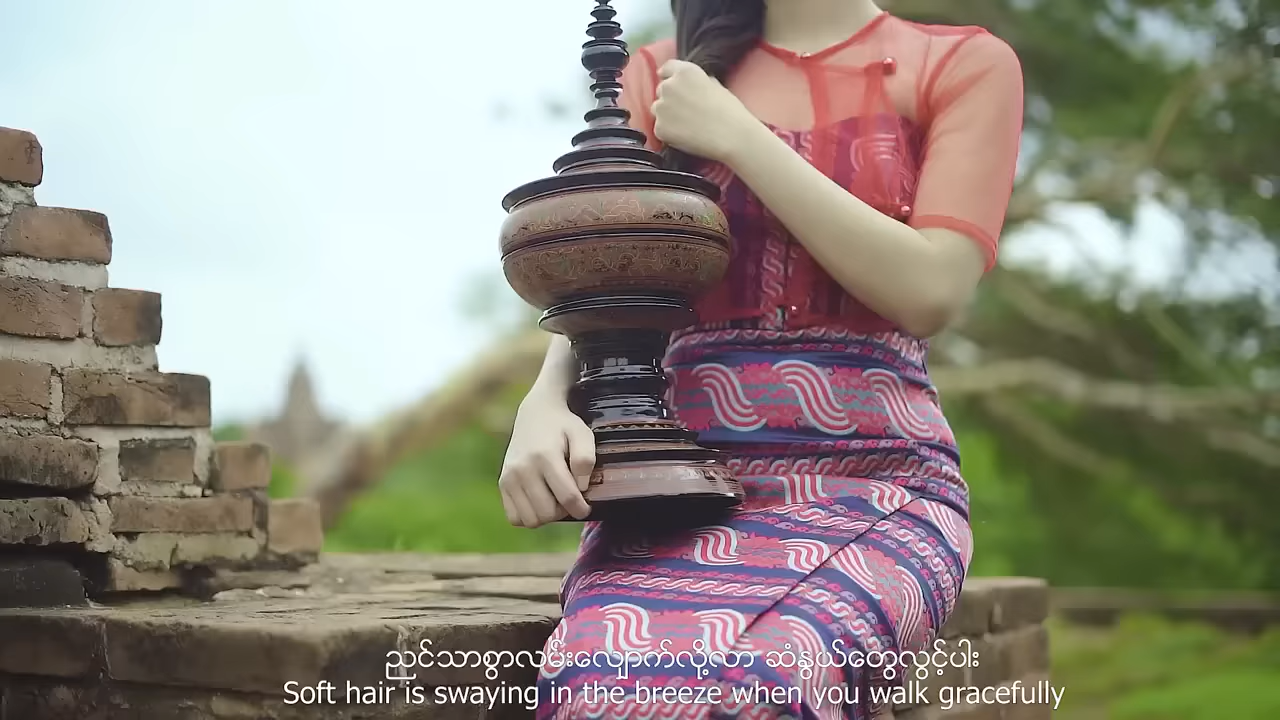 ညင်သာစွာလမ်းလျှောက်လို့လာ ဆံနွယ်တွေလွင့်ပါး
Soft hair is swaying in the breeze when you walk gracefully